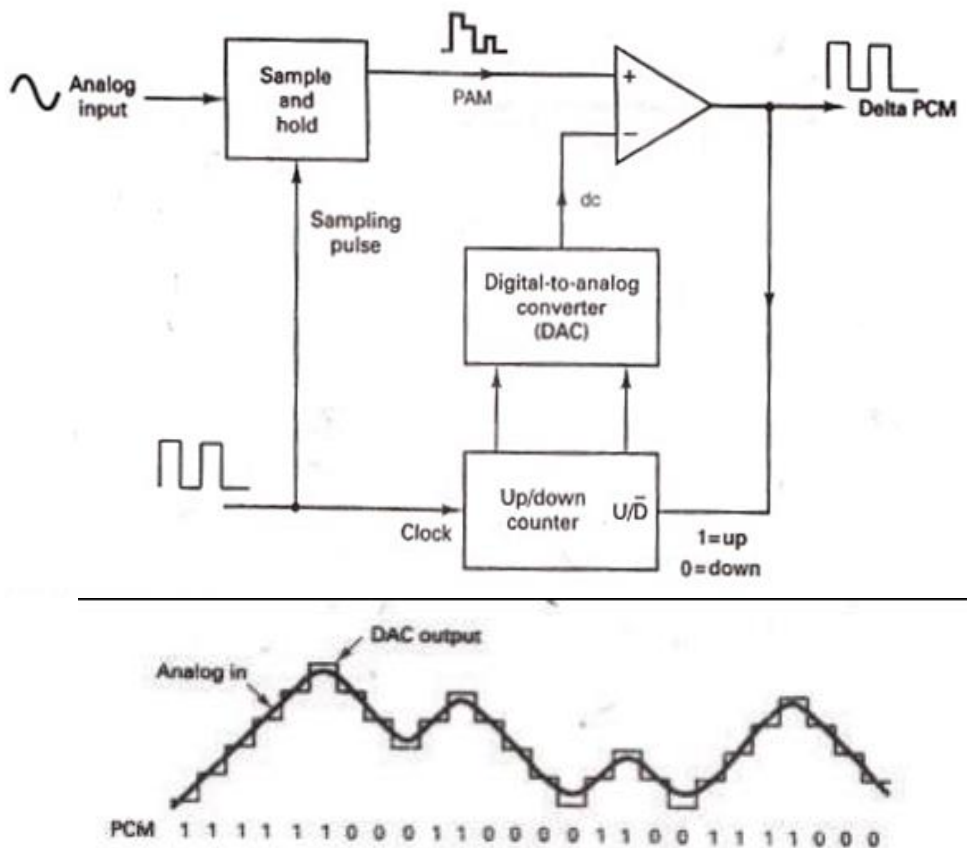 Analog
input
Sample
and
hold
PAM
+
−
Delta PCM
Sampling
pulse
dc
Digital-to-analog
converter
(DAC)
Up/down
counter
U/D̅
Clock
1=up
0=down
DAC output
Analog in
PCM 1 1 1 1 1 1 0 0 0 1 1 0 0 0 0 1 1 0 0 1 1 1 1 0 0 0